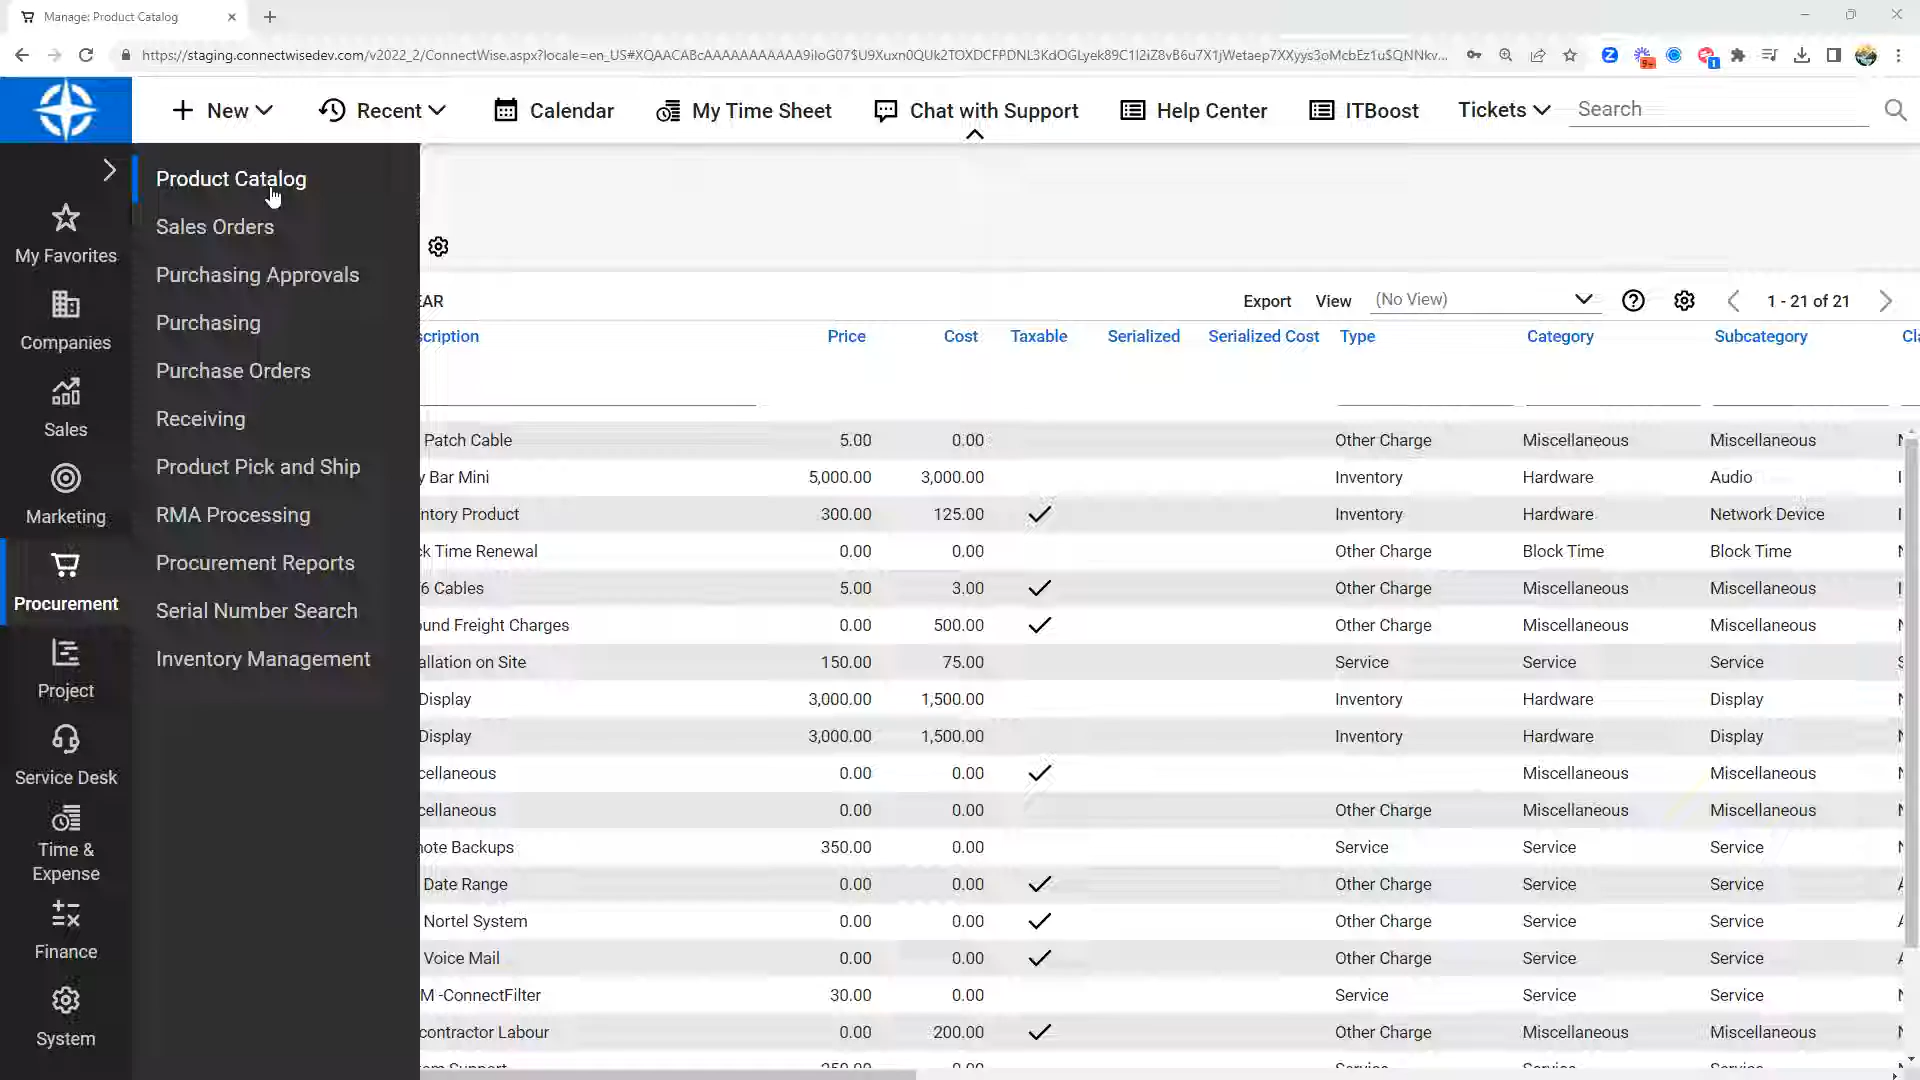 Manage: Product Catalog
https://staging.connectwisedev.com/v2022_2/ConnectWise.aspx?locale=en_US#
9+
1
New
Recent
Calendar
My Time Sheet
Chat with Support
Help Center
ITBoost
Tickets
Search
My Favorites
Companies
Sales
Marketing
Procurement
Project
Service Desk
Time &
Expense
Finance
System
Product Catalog
Sales Orders
Purchasing Approvals
Purchasing
Purchase Orders
Receiving
Product Pick and Ship
RMA Processing
Procurement Reports
Serial Number Search
Inventory Management
EAR Export View (No View) 1 - 21 of 21
scription Price Cost Taxable Serialized Serialized Cost Type Category Subcategory Cl
Patch Cable 5.00 0.00 Other Charge Miscellaneous Miscellaneous
y Bar Mini 5,000.00 3,000.00 Inventory Hardware Audio
ntory Product 300.00 125.00 Inventory Hardware Network Device
ck Time Renewal 0.00 0.00 Other Charge Block Time Block Time
6 Cables 5.00 3.00 Other Charge Miscellaneous Miscellaneous
und Freight Charges 0.00 500.00 Other Charge Miscellaneous Miscellaneous
allation on Site 150.00 75.00 Service Service Service
Display 3,000.00 1,500.00 Inventory Hardware Display
Display 3,000.00 1,500.00 Inventory Hardware Display
cellaneous 0.00 0.00 Miscellaneous Miscellaneous
cellaneous 0.00 0.00 Other Charge Miscellaneous Miscellaneous
note Backups 350.00 0.00 Service Service Service
Date Range 0.00 0.00 Other Charge Service Service
Nortel System 0.00 0.00 Other Charge Service Service
Voice Mail 0.00 0.00 Other Charge Service Service
M -ConnectFilter 30.00 0.00 Service Service Service
contractor Labour 0.00 200.00 Other Charge Miscellaneous Miscellaneous